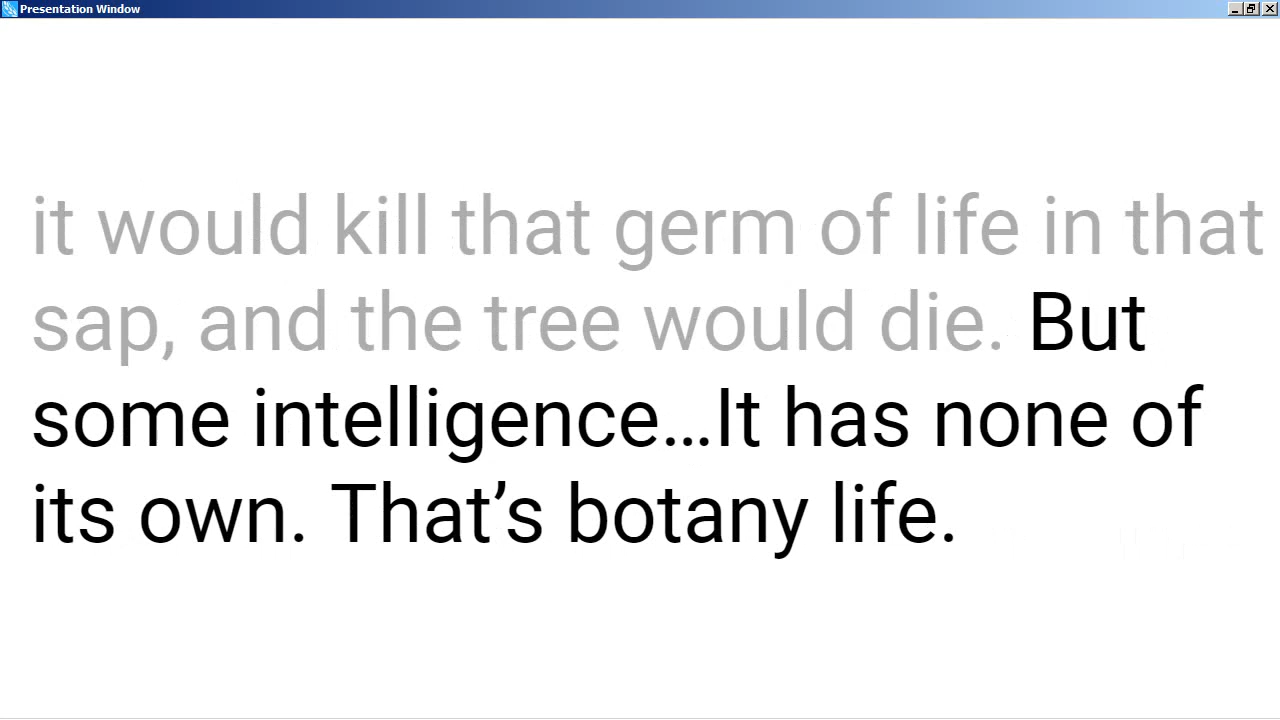 Presentation Window
it would kill that germ of life in that
sap, and the tree would die. But
some intelligence…It has none of
its own. That’s botany life.